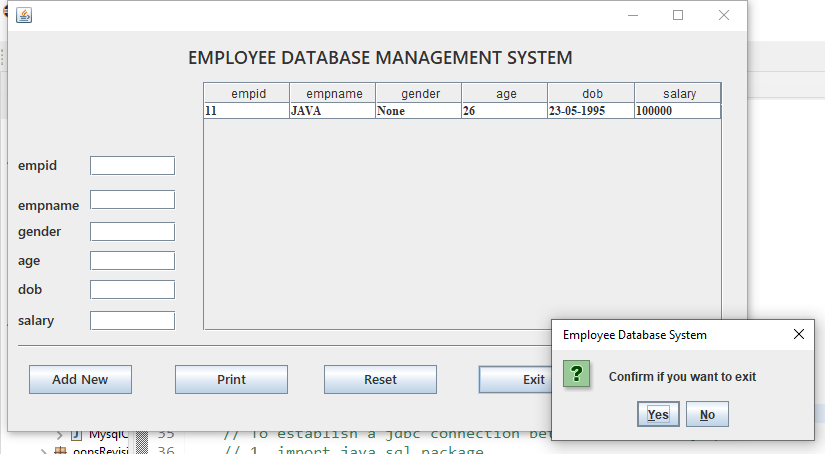 EMPLOYEE DATABASE MANAGEMENT SYSTEM
empid empname gender age dob salary
11 JAVA None 26 23-05-1995 100000
empid
empname
gender
age
dob
salary
Employee Database System
Confirm if you want to exit
Yes No
Add New Print Reset Exit
MysqlC 35 // To establish a jdbc connection
oopsRevisi 36 // 1. import java.sql package